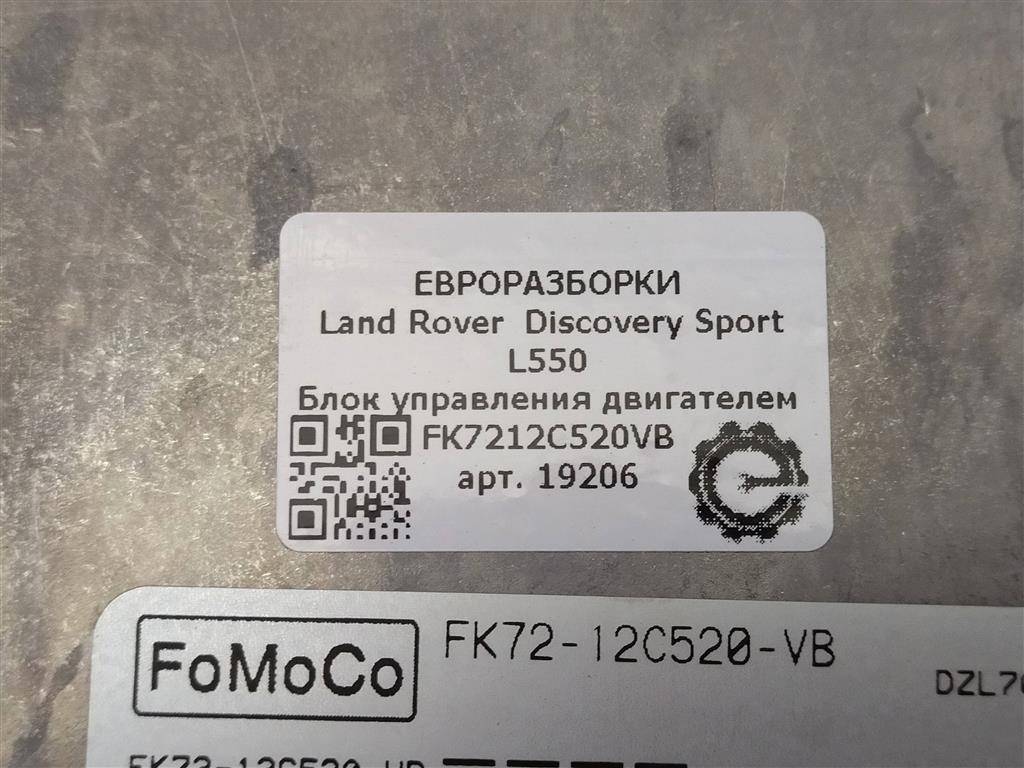 ЕВРОРАЗБОРКИ
Land Rover Discovery Sport
L550
Блок управления двигателем
FK7212C520VB
арт. 19206
FoMoCo
FK72-12C520-VB